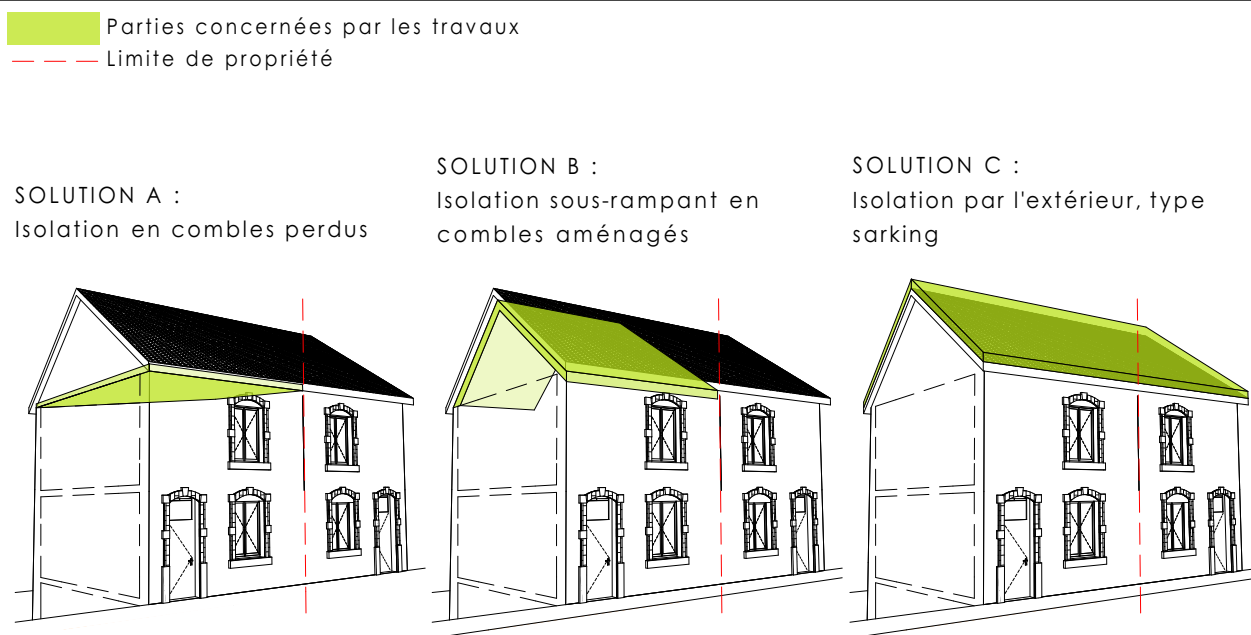 Parties concernées par les travaux
Limite de propriété
SOLUTION A :
Isolation en combles perdus
SOLUTION B :
Isolation sous-rampant en
combles aménagés
SOLUTION C :
Isolation par l'extérieur, type
sarking